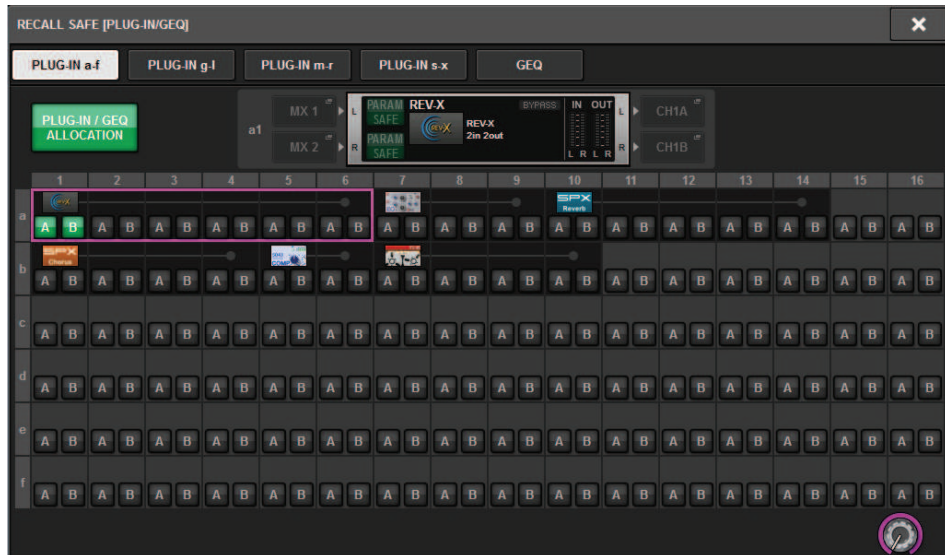 RECALL SAFE [PLUG-IN/GEQ]
PLUG-IN a-f PLUG-IN g-l PLUG-IN m-r PLUG-IN s-x GEQ
PLUG-IN / GEQ
ALLOCATION
a1
MX 1
MX 2
L
R
PARAM
SAFE
PARAM
SAFE
REV-X
REV-X
REV-X
2in 2out
BYPASS
IN OUT
L R L R
L
R
CH1A
CH1B
1 2 3 4 5 6 7 8 9 10 11 12 13 14 15 16
a
SPX
Reverb
A B A B A B A B A B A B A B A B A B A B A B A B A B A B A B A B
b
SPX
Chorus
COMP
A B A B A B A B A B A B A B A B A B A B A B A B A B A B A B A B
c
A B A B A B A B A B A B A B A B A B A B A B A B A B A B A B A B
d
A B A B A B A B A B A B A B A B A B A B A B A B A B A B A B A B
e
A B A B A B A B A B A B A B A B A B A B A B A B A B A B A B A B
f
A B A B A B A B A B A B A B A B A B A B A B A B A B A B A B A B